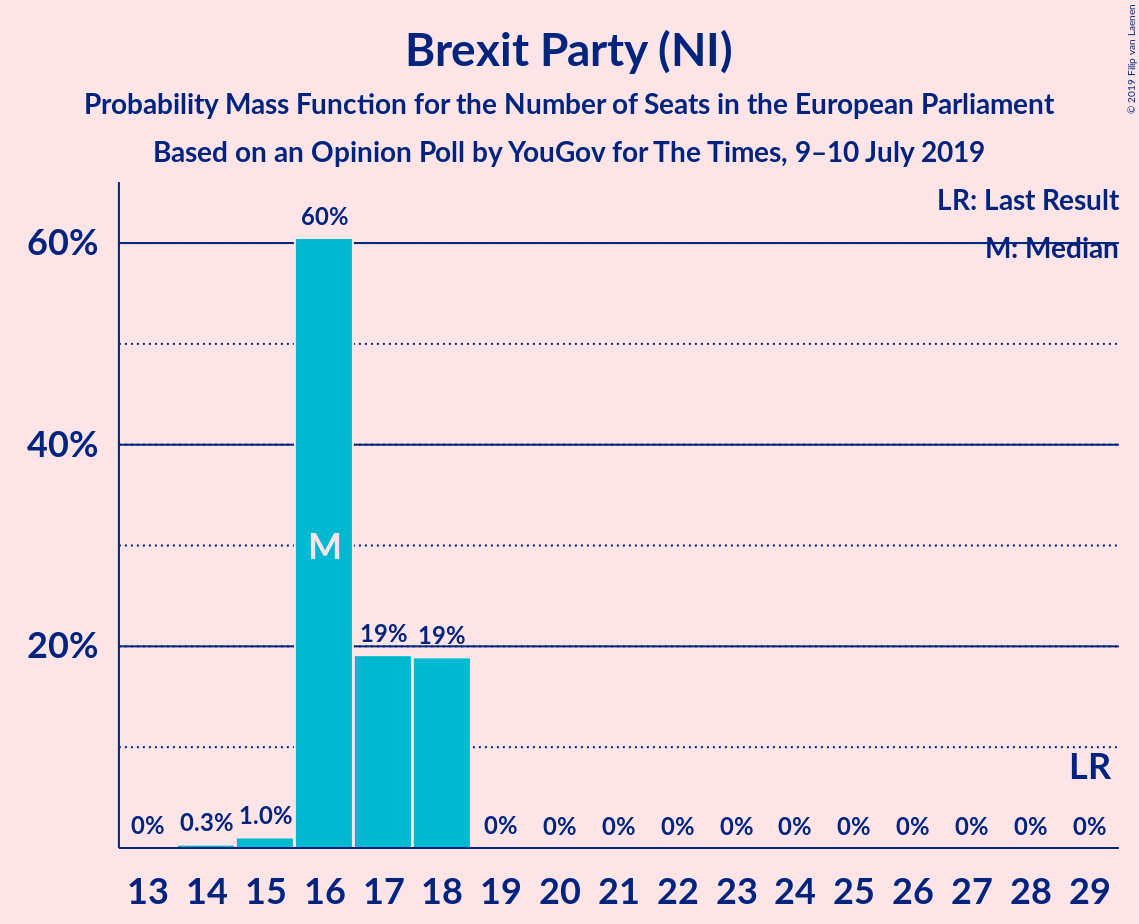 Brexit Party (NI)
Probability Mass Function for the Number of Seats in the European Parliament
Based on an Opinion Poll by YouGov for The Times, 9–10 July 2019
© 2019 Filip van Laenen
LR: Last Result
M: Median
60%
40%
20%
0% 0.3% 1.0% 60% 19% 19% 0% 0% 0% 0% 0% 0% 0% 0% 0% 0% 0%
M
LR
13 14 15 16 17 18 19 20 21 22 23 24 25 26 27 28 29